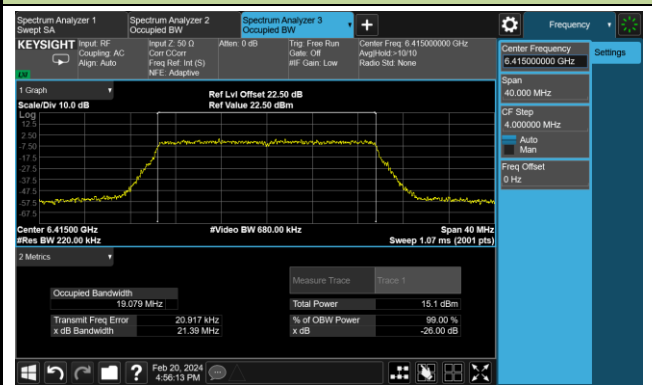 Spectrum Analyzer 1
Swept SA
Spectrum Analyzer 2
Occupied BW
Spectrum Analyzer 3
Occupied BW
+
Frequency
KEYSIGHT
Input: RF
Coupling: AC
Align: Auto
Input Z: 50 Ω
Corr CCorr
Freq Ref: Int (S)
NFE: Adaptive
Atten: 0 dB
Trig: Free Run
Gate: Off
#IF Gain: Low
Center Freq: 6.415000000 GHz
Avg|Hold:>10/10
Radio Std: None
Center Frequency
6.415000000 GHz
Settings
Span
40.000 MHz
CF Step
4.000000 MHz
Auto
Man
Freq Offset
0 Hz
1 Graph
Scale/Div 10.0 dB
Ref Lvl Offset 22.50 dB
Ref Value 22.50 dBm
Log
12.5
2.50
-7.50
-17.5
-27.5
-37.5
-47.5
-57.5
-67.5
Center 6.41500 GHz
#Res BW 220.00 kHz
#Video BW 680.00 kHz
Span 40 MHz
Sweep 1.07 ms (2001 pts)
2 Metrics
Measure Trace
Trace 1
Occupied Bandwidth
19.079 MHz
Total Power
15.1 dBm
Transmit Freq Error
20.917 kHz
% of OBW Power
99.00 %
x dB Bandwidth
21.39 MHz
x dB
-26.00 dB
?
Feb 20, 2024
4:56:13 PM